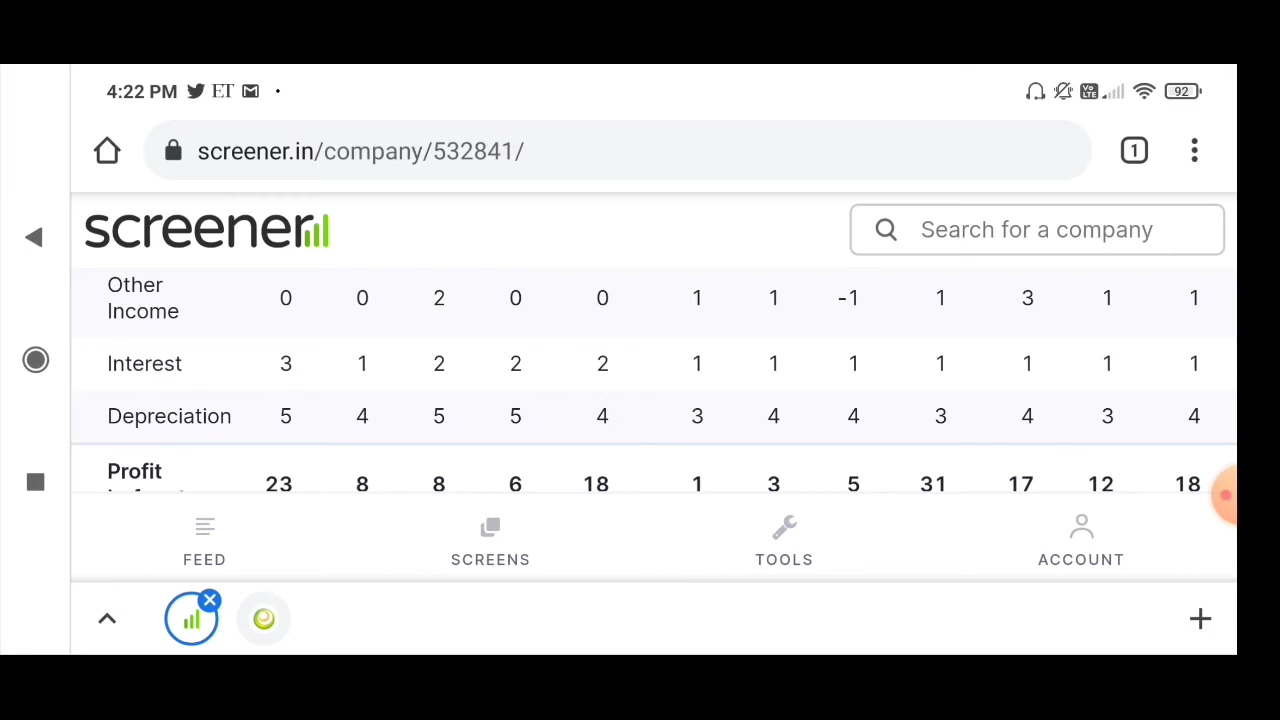 4:22 PM ET
Vo LTE 92
screener.in/company/532841/
1
screener
Search for a company
Other Income 0 0 2 0 0 1 1 -1 1 3 1 1
Interest 3 1 2 2 2 1 1 1 1 1 1 1
Depreciation 5 4 5 5 4 3 4 4 3 4 3 4
Profit 23 8 8 6 18 1 3 5 31 17 12 18
FEED SCREENS TOOLS ACCOUNT